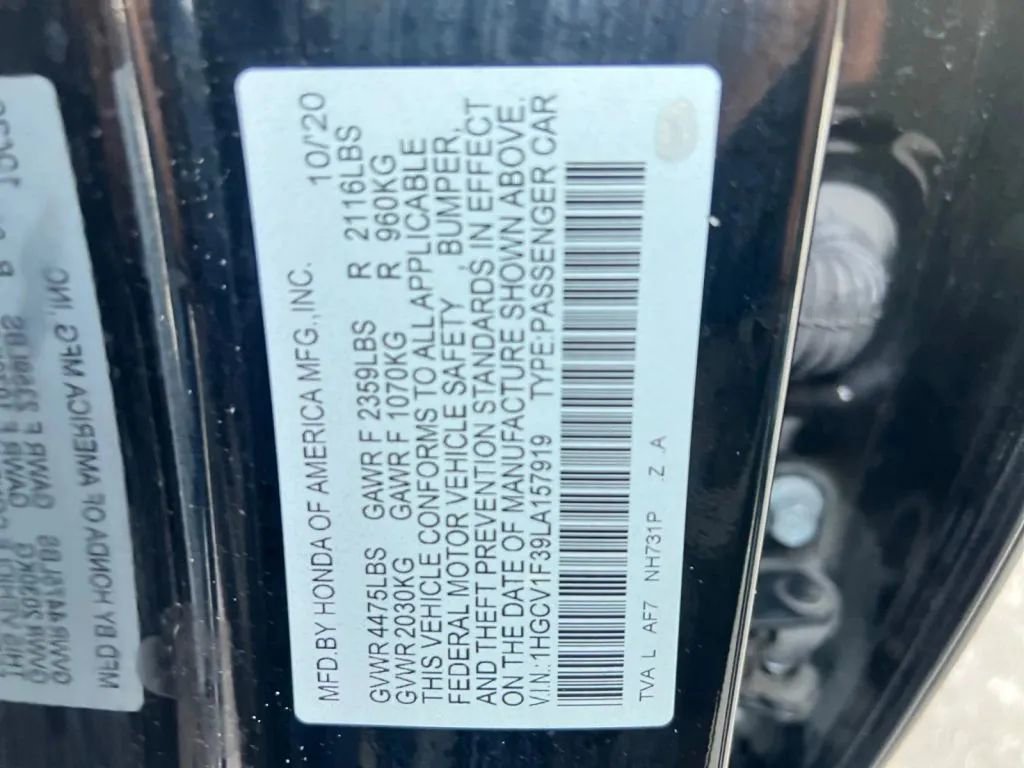 MFD.BY HONDA OF AMERICA MFG.,INC. 10/'20
GVWR 4475LBS GAWR F 2359LBS R 2116LBS
GVWR 2030KG GAWR F 1070KG R 960KG
THIS VEHICLE CONFORMS TO ALL APPLICABLE
FEDERAL MOTOR VEHICLE SAFETY, BUMPER,
AND THEFT PREVENTION STANDARDS, IN EFFECT
ON THE DATE OF MANUFACTURE SHOWN ABOVE.
V.I.N.:1HGCV1F39LA157919 TYPE:PASSENGER CAR
TVA L AF7 NH731P Z A